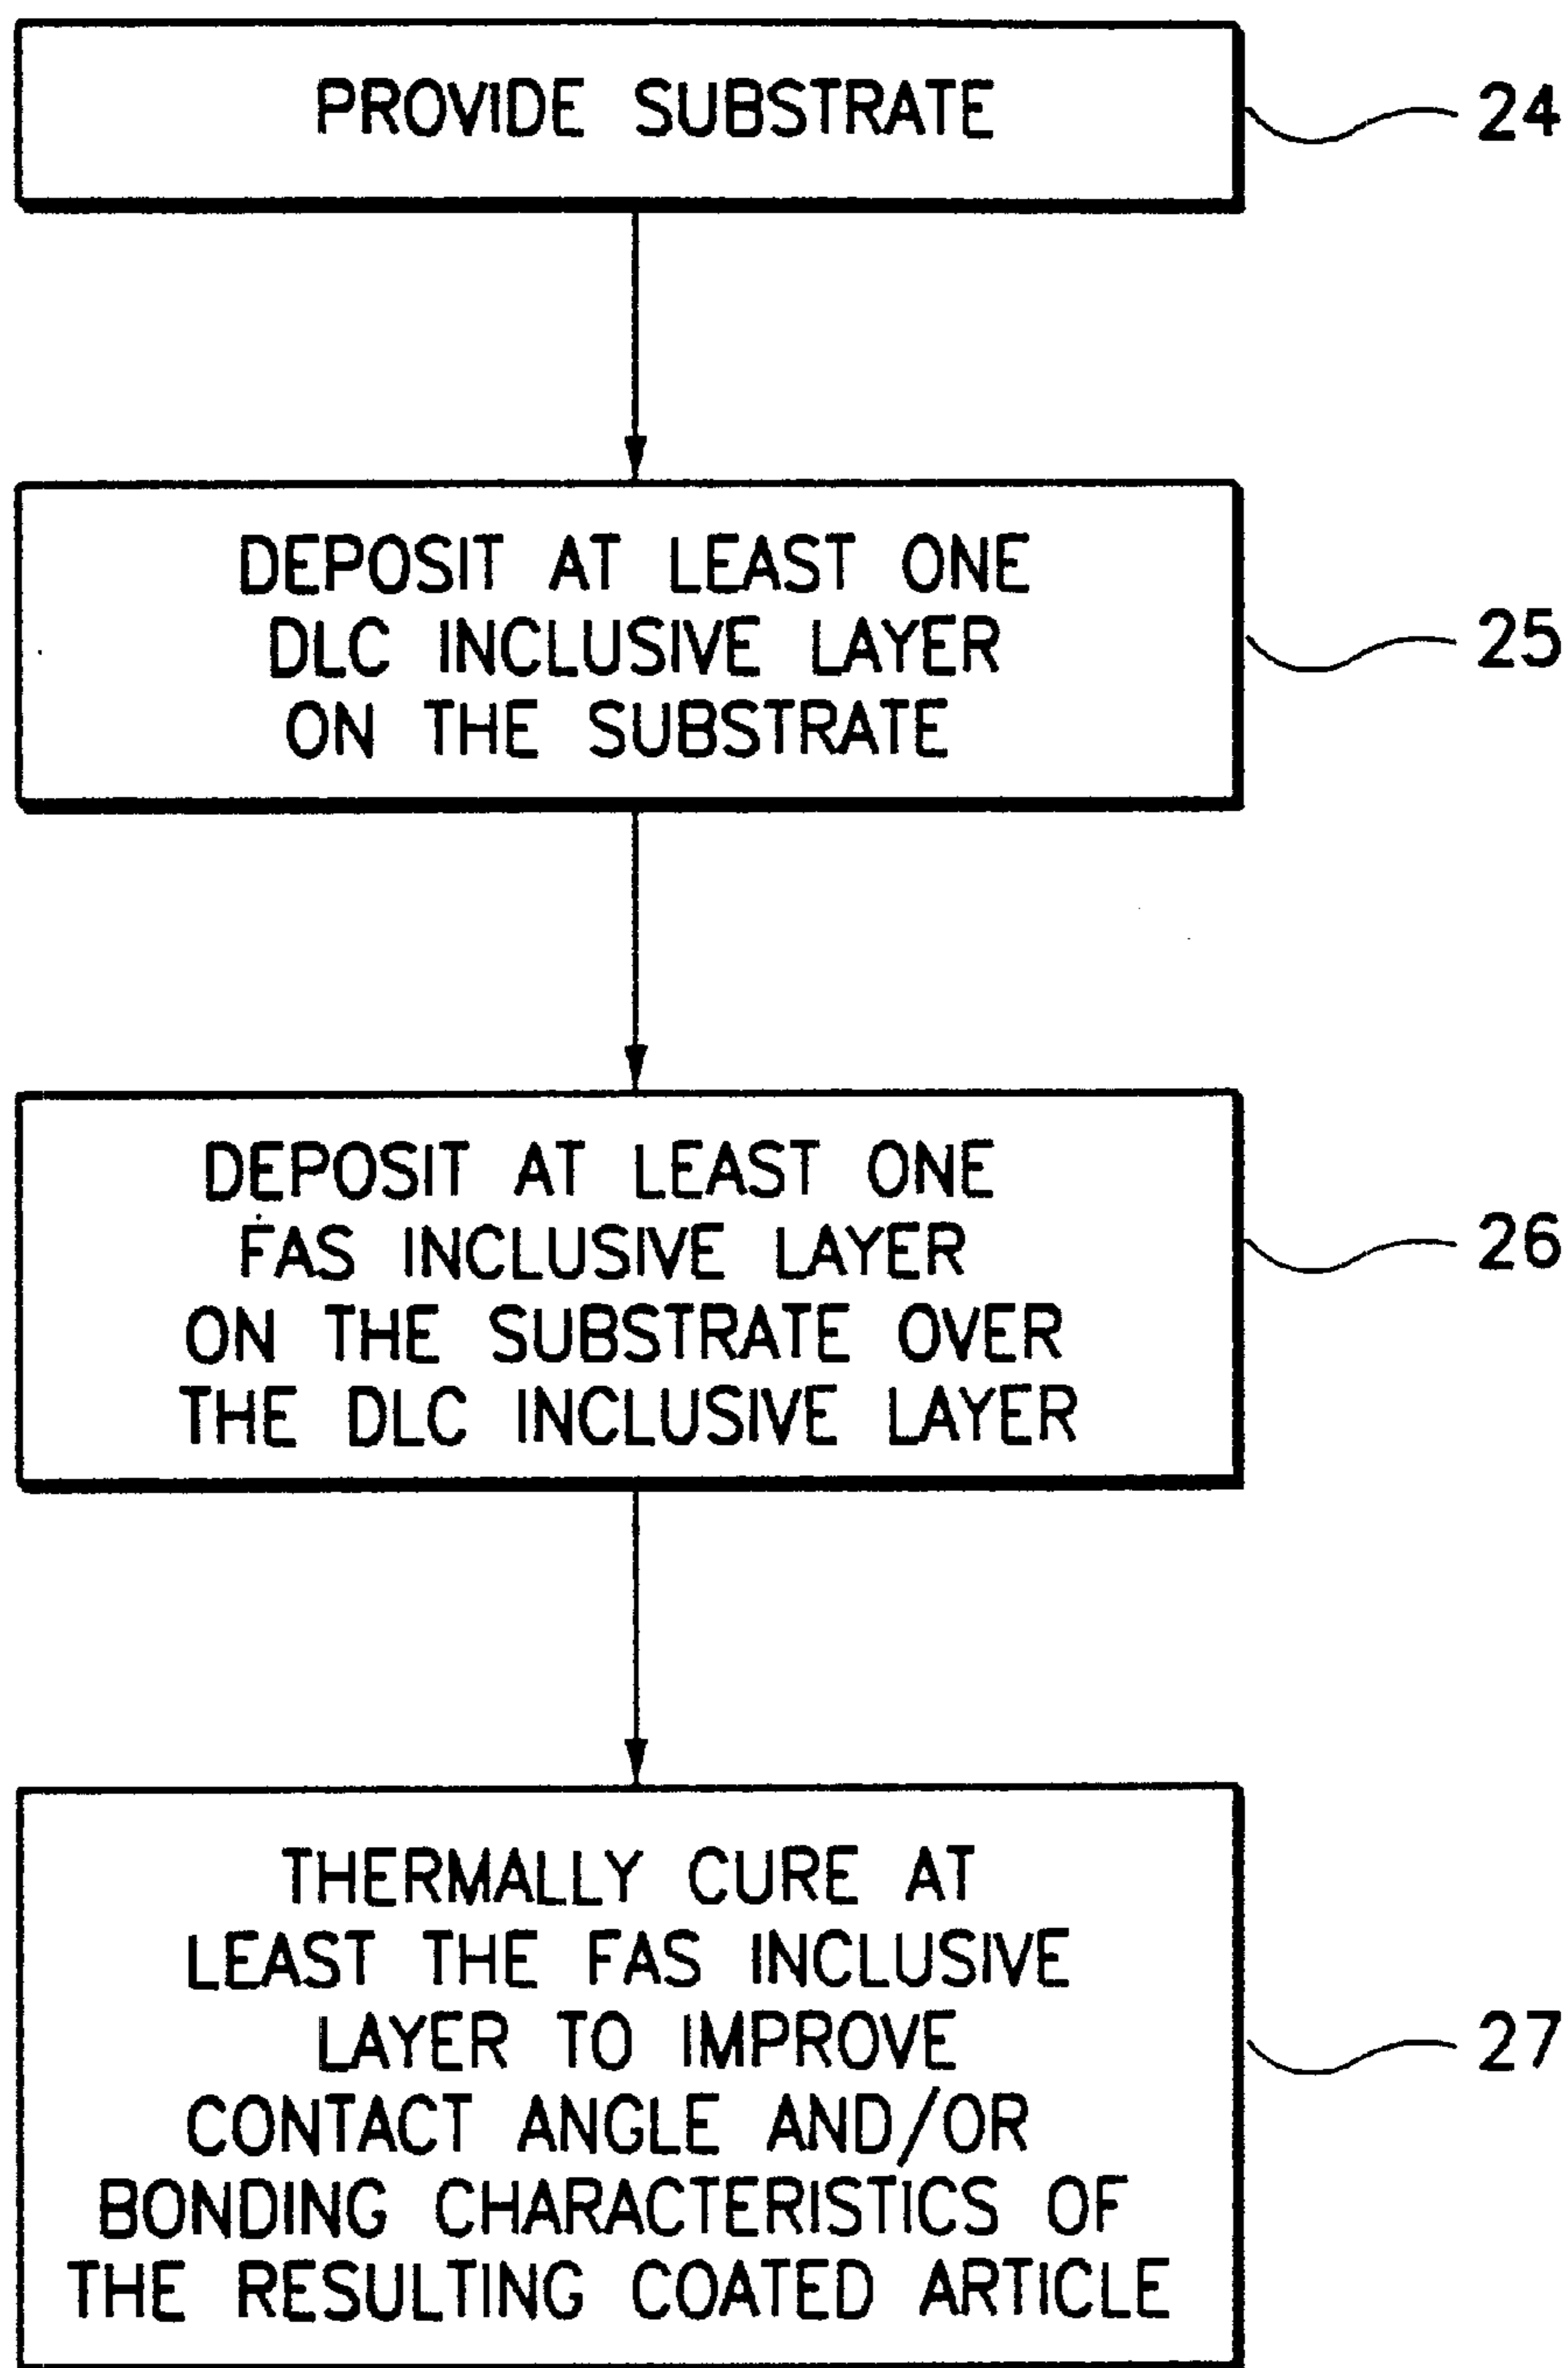 PROVIDE SUBSTRATE
24
DEPOSIT AT LEAST ONE
DLC INCLUSIVE LAYER
ON THE SUBSTRATE
25
DEPOSIT AT LEAST ONE
FAS INCLUSIVE LAYER
ON THE SUBSTRATE OVER
THE DLC INCLUSIVE LAYER
26
THERMALLY CURE AT
LEAST THE FAS INCLUSIVE
LAYER TO IMPROVE
CONTACT ANGLE AND/OR
BONDING CHARACTERISTICS OF
THE RESULTING COATED ARTICLE
27